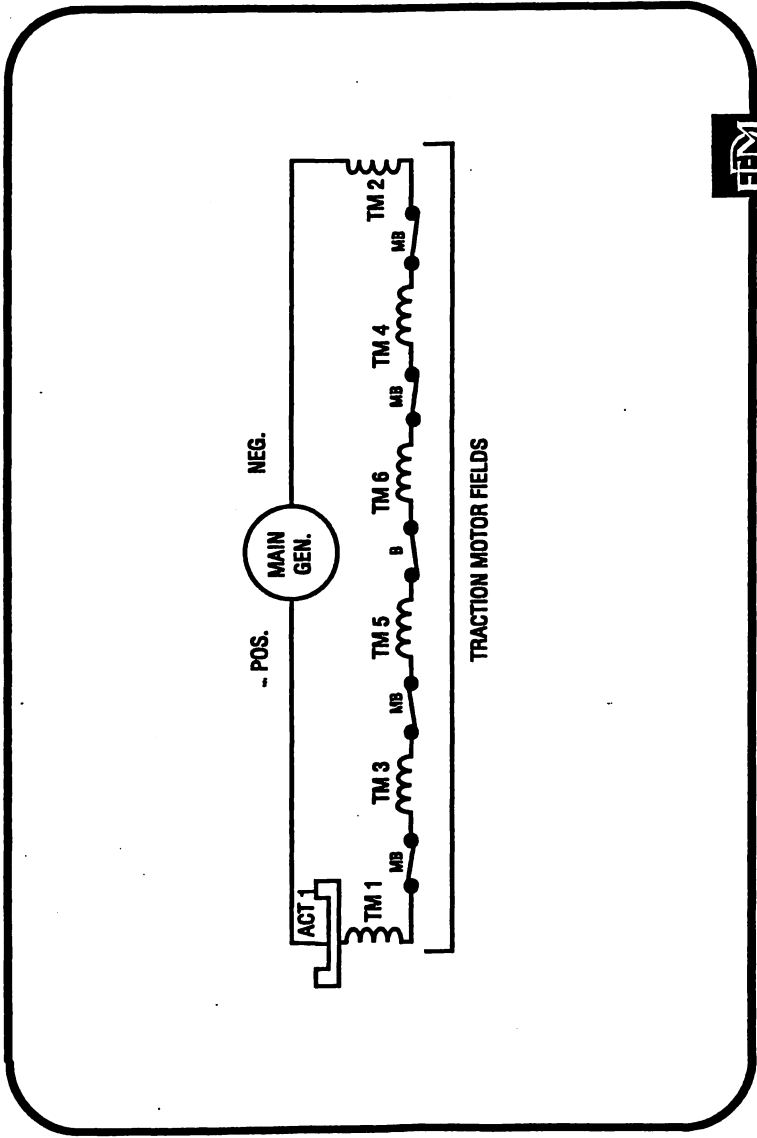 NEG.
MAIN
GEN.
POS.
ACT 1
TM 1
MB
TM 3
MB
TM 5
B
TM 6
MB
TM 4
MB
TM 2
TRACTION MOTOR FIELDS